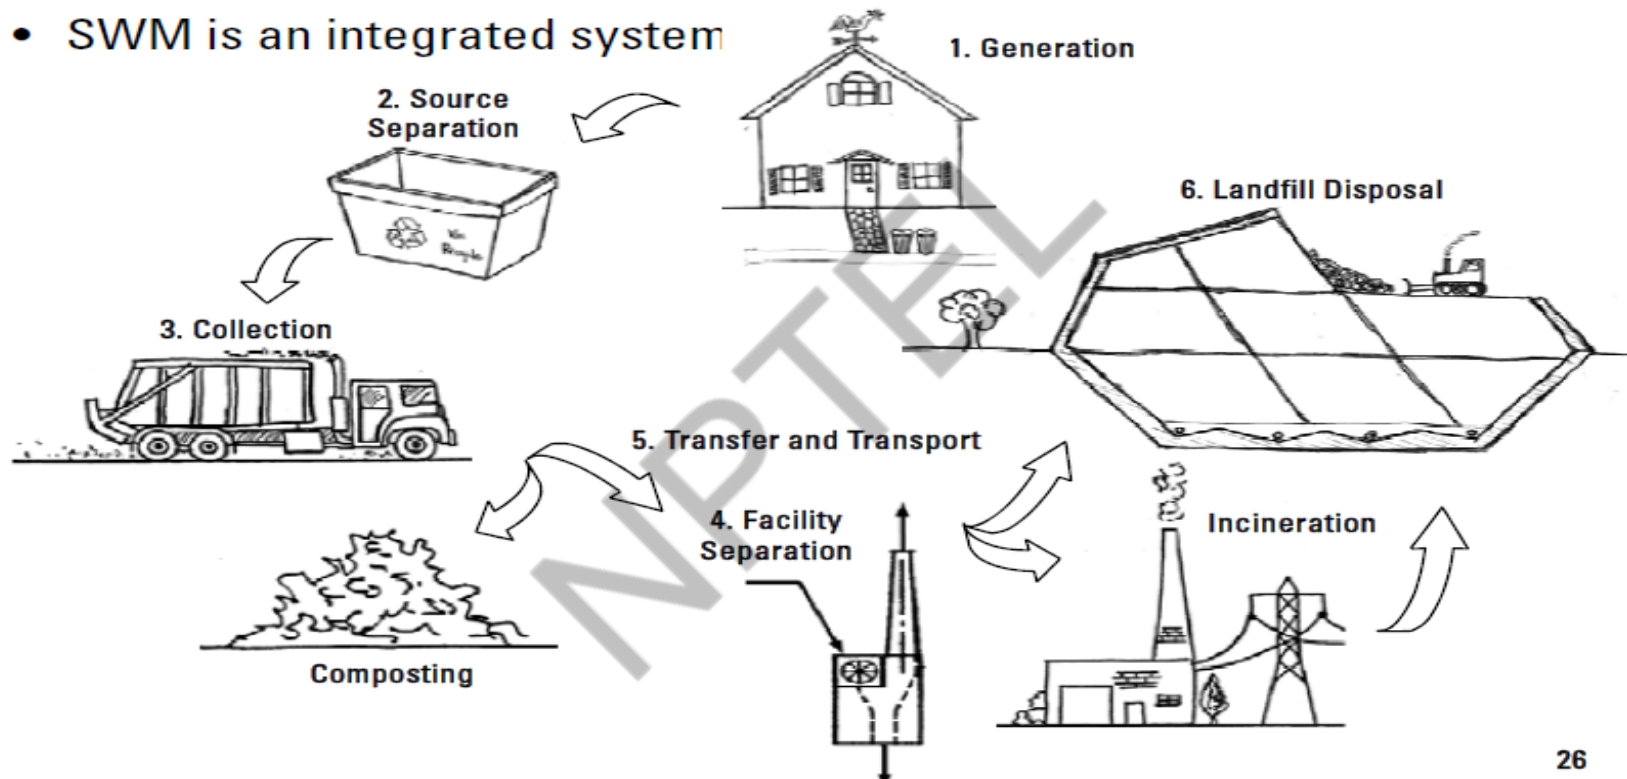 • SWM is an integrated system
1. Generation
2. Source
Separation
3. Collection
5. Transfer and Transport
4. Facility
Separation
Composting
Incineration
6. Landfill Disposal
NPTEL
26